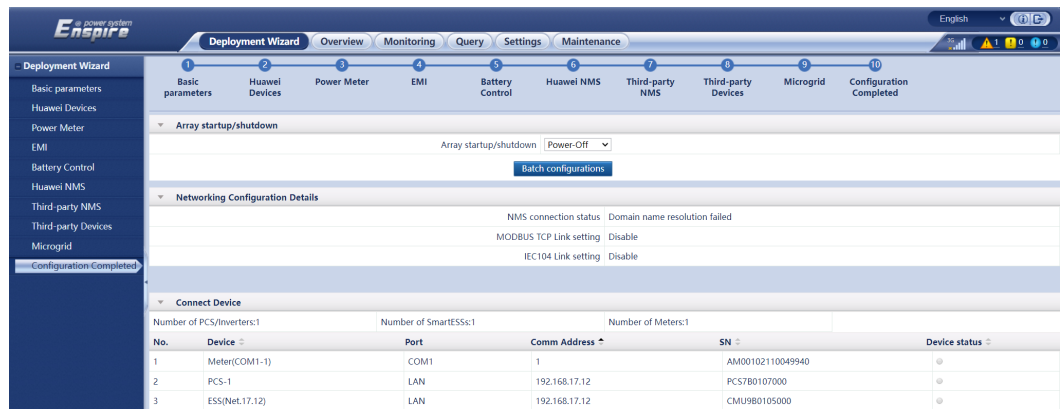 English
Enspire e power system
Deployment Wizard Overview Monitoring Query Settings Maintenance
3G 1 0 0
Deployment Wizard
Basic parameters
Huawei Devices
Power Meter
EMI
Battery Control
Huawei NMS
Third-party NMS
Third-party Devices
Microgrid
Configuration Completed
1 2 3 4 5 6 7 8 9 10
Basic parameters Huawei Devices Power Meter EMI Battery Control Huawei NMS Third-party NMS Third-party Devices Microgrid Configuration Completed
Array startup/shutdown
Array startup/shutdown Power-Off
Batch configurations
Networking Configuration Details
NMS connection status Domain name resolution failed
MODBUS TCP Link setting Disable
IEC104 Link setting Disable
Connect Device
Number of PCS/Inverters:1 Number of SmartESSs:1 Number of Meters:1
No. Device Port Comm Address SN Device status
1 Meter(COM1-1) COM1 1 AM00102110049940
2 PCS-1 LAN 192.168.17.12 PCS7B0107000
3 ESS(Net.17.12) LAN 192.168.17.12 CMU9B0105000